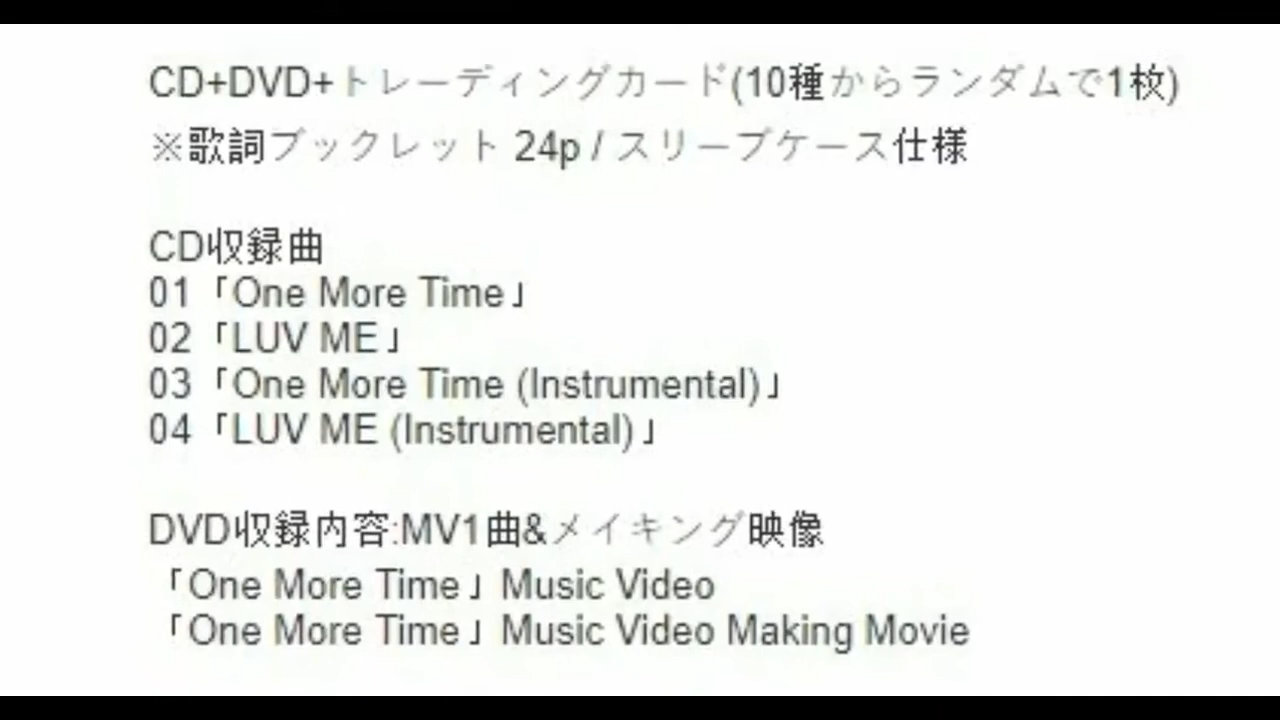 CD+DVD+トレーディングカード(10種からランダムで1枚)
※歌詞ブックレット 24p / スリーブケース仕様
CD収録曲
01「One More Time」
02「LUV ME」
03「One More Time (Instrumental)」
04「LUV ME (Instrumental)」
DVD収録内容:MV1曲&メイキング映像
「One More Time」Music Video
「One More Time」Music Video Making Movie